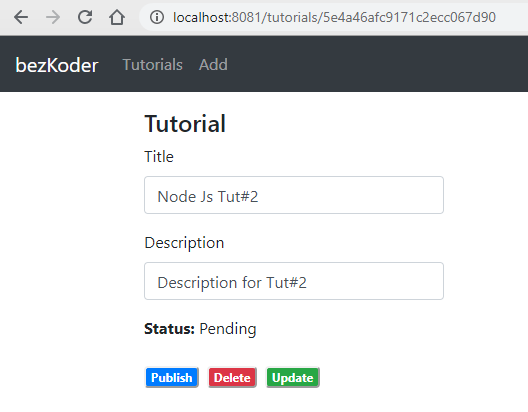 localhost:8081/tutorials/5e4a46afc9171c2ecc067d90
bezKoder Tutorials Add
Tutorial
Title
Node Js Tut#2
Description
Description for Tut#2
Status: Pending
Publish Delete Update